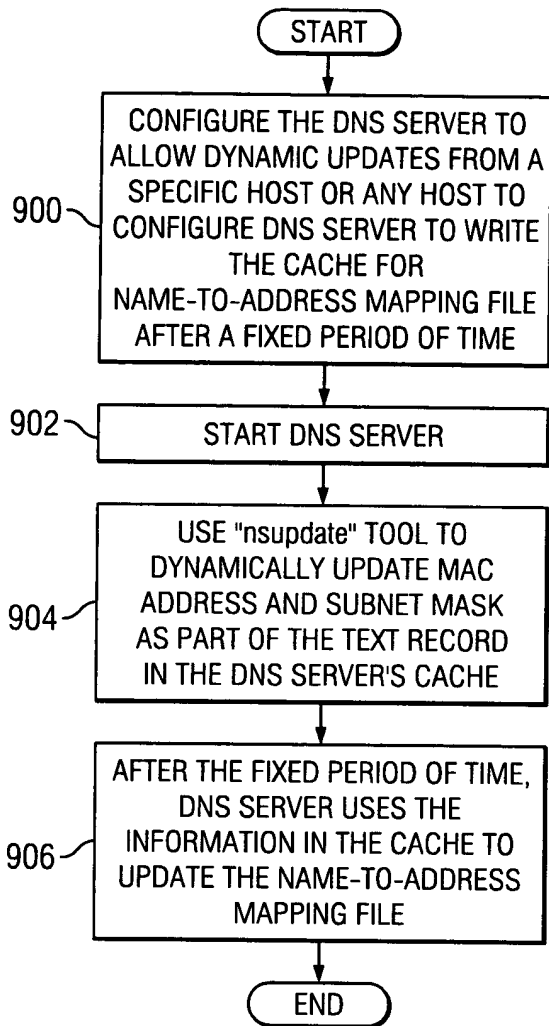 START
CONFIGURE THE DNS SERVER TO
ALLOW DYNAMIC UPDATES FROM A
SPECIFIC HOST OR ANY HOST TO
CONFIGURE DNS SERVER TO WRITE
THE CACHE FOR
NAME-TO-ADDRESS MAPPING FILE
AFTER A FIXED PERIOD OF TIME
900
902
START DNS SERVER
USE "nsupdate" TOOL TO
DYNAMICALLY UPDATE MAC
ADDRESS AND SUBNET MASK
AS PART OF THE TEXT RECORD
IN THE DNS SERVER'S CACHE
904
AFTER THE FIXED PERIOD OF TIME,
DNS SERVER USES THE
INFORMATION IN THE CACHE TO
UPDATE THE NAME-TO-ADDRESS
MAPPING FILE
906
END